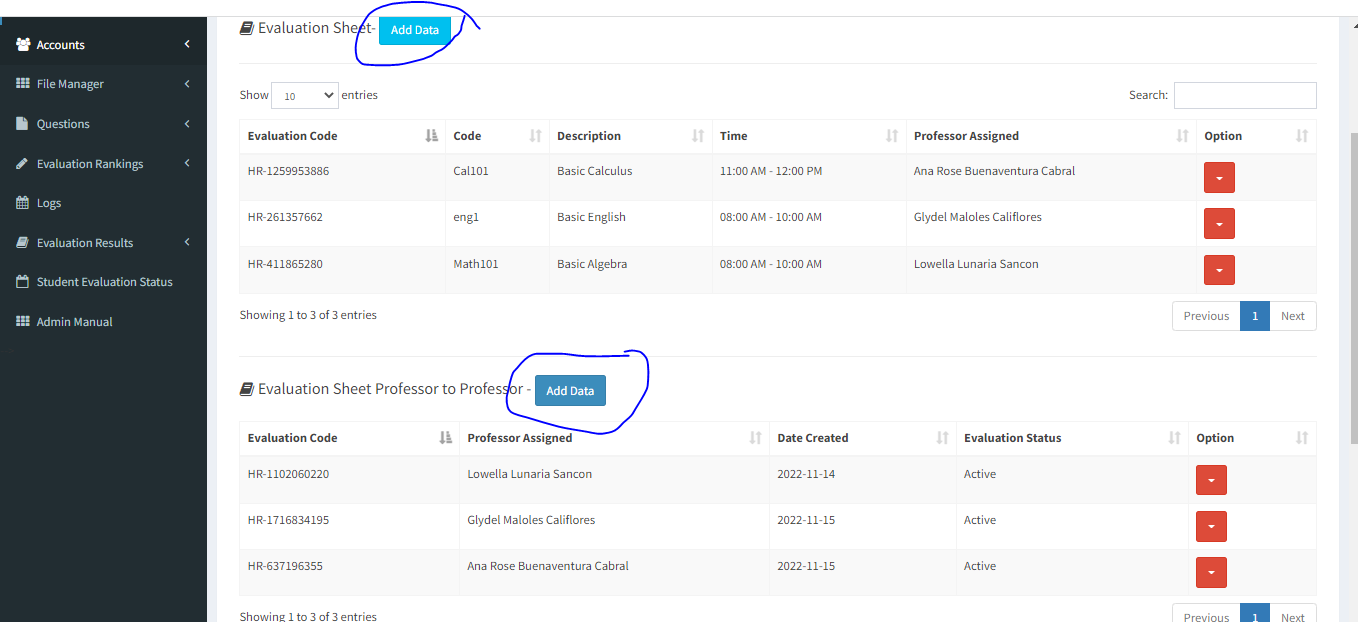 Accounts
File Manager
Questions
Evaluation Rankings
Logs
Evaluation Results
Student Evaluation Status
Admin Manual
Evaluation Sheet- Add Data
Show 10 entries Search:
Evaluation Code Code Description Time Professor Assigned Option
HR-1259953886 Cal101 Basic Calculus 11:00 AM - 12:00 PM Ana Rose Buenaventura Cabral
HR-261357662 eng1 Basic English 08:00 AM - 10:00 AM Glydel Maloles Califlores
HR-411865280 Math101 Basic Algebra 08:00 AM - 10:00 AM Lowella Lunaria Sancon
Showing 1 to 3 of 3 entries Previous 1 Next
Evaluation Sheet Professor to Professor - Add Data
Evaluation Code Professor Assigned Date Created Evaluation Status Option
HR-1102060220 Lowella Lunaria Sancon 2022-11-14 Active
HR-1716834195 Glydel Maloles Califlores 2022-11-15 Active
HR-637196355 Ana Rose Buenaventura Cabral 2022-11-15 Active
Showing 1 to 3 of 3 entries Previous 1 Next